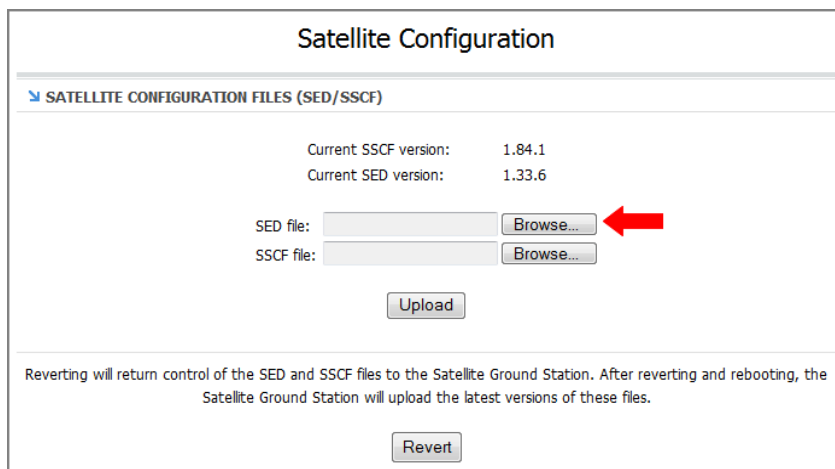 Satellite Configuration
SATELLITE CONFIGURATION FILES (SED/SSCF)
Current SSCF version: 1.84.1
Current SED version: 1.33.6
SED file: Browse...
SSCF file: Browse...
Upload
Reverting will return control of the SED and SSCF files to the Satellite Ground Station. After reverting and rebooting, the
Satellite Ground Station will upload the latest versions of these files.
Revert